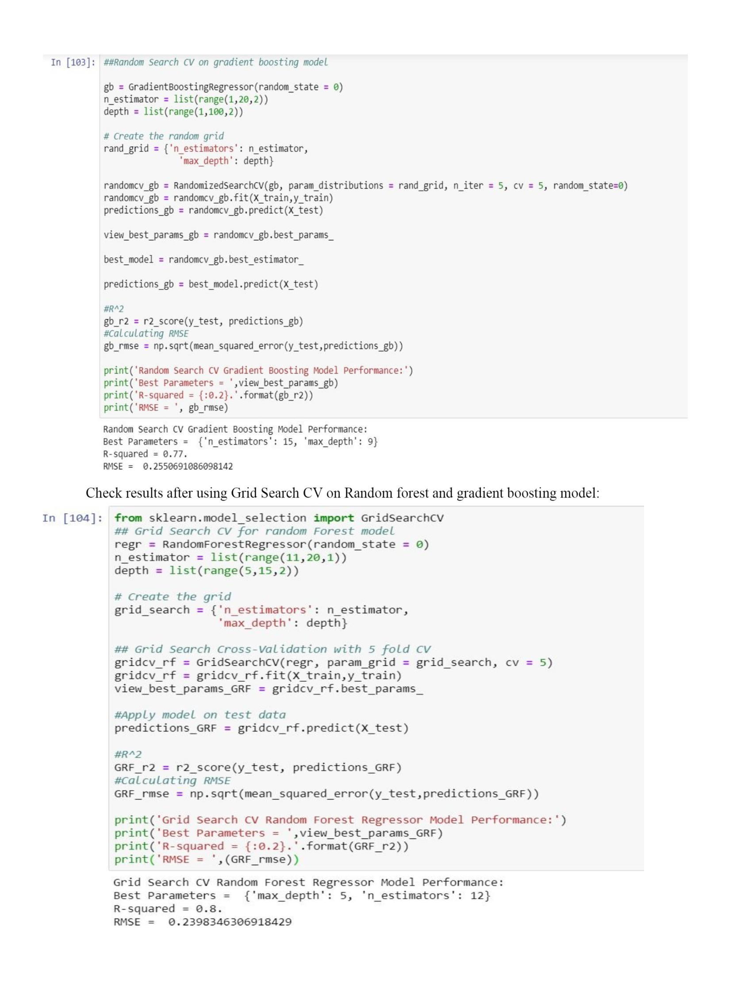 In [103]: ##Random Search CV on gradient boosting model
gb = GradientBoostingRegressor(random_state = 0)
n_estimator = list(range(1,20,2))
depth = list(range(1,100,2))
# Create the random grid
rand_grid = {'n_estimators': n_estimator,
'max_depth': depth}
randomcv_gb = RandomizedSearchCV(gb, param_distributions = rand_grid, n_iter = 5, cv = 5, random_state=0)
randomcv_gb = randomcv_gb.fit(X_train,y_train)
predictions_gb = randomcv_gb.predict(X_test)
view_best_params_gb = randomcv_gb.best_params_
best_model = randomcv_gb.best_estimator_
predictions_gb = best_model.predict(X_test)
#R^2
gb_r2 = r2_score(y_test, predictions_gb)
#Calculating RMSE
gb_rmse = np.sqrt(mean_squared_error(y_test,predictions_gb))
print('Random Search CV Gradient Boosting Model Performance:')
print('Best Parameters = ',view_best_params_gb)
print('R-squared = {:0.2}.'.format(gb_r2))
print('RMSE = ', gb_rmse)
Random Search CV Gradient Boosting Model Performance:
Best Parameters =  {'n_estimators': 15, 'max_depth': 9}
R-squared = 0.77.
RMSE =  0.2550691086098142
Check results after using Grid Search CV on Random forest and gradient boosting model:
In [104]: from sklearn.model_selection import GridSearchCV
## Grid Search CV for random Forest model
regr = RandomForestRegressor(random_state = 0)
n_estimator = list(range(11,20,1))
depth = list(range(5,15,2))
# Create the grid
grid_search = {'n_estimators': n_estimator,
'max_depth': depth}
## Grid Search Cross-Validation with 5 fold CV
gridcv_rf = GridSearchCV(regr, param_grid = grid_search, cv = 5)
gridcv_rf = gridcv_rf.fit(X_train,y_train)
view_best_params_GRF = gridcv_rf.best_params_
#Apply model on test data
predictions_GRF = gridcv_rf.predict(X_test)
#R^2
GRF_r2 = r2_score(y_test, predictions_GRF)
#Calculating RMSE
GRF_rmse = np.sqrt(mean_squared_error(y_test,predictions_GRF))
print('Grid Search CV Random Forest Regressor Model Performance:')
print('Best Parameters = ',view_best_params_GRF)
print('R-squared = {:0.2}.'.format(GRF_r2))
print('RMSE = ',(GRF_rmse))
Grid Search CV Random Forest Regressor Model Performance:
Best Parameters =  {'max_depth': 5, 'n_estimators': 12}
R-squared = 0.8.
RMSE =  0.2398346306918429